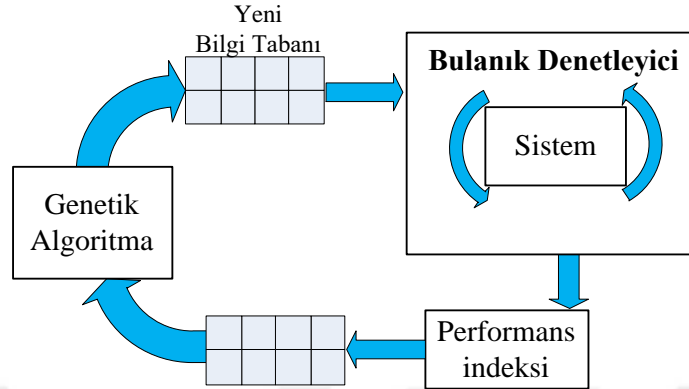 Yeni
Bilgi Tabanı
Bulanık Denetleyici
Sistem
Genetik
Algoritma
Performans
indeksi